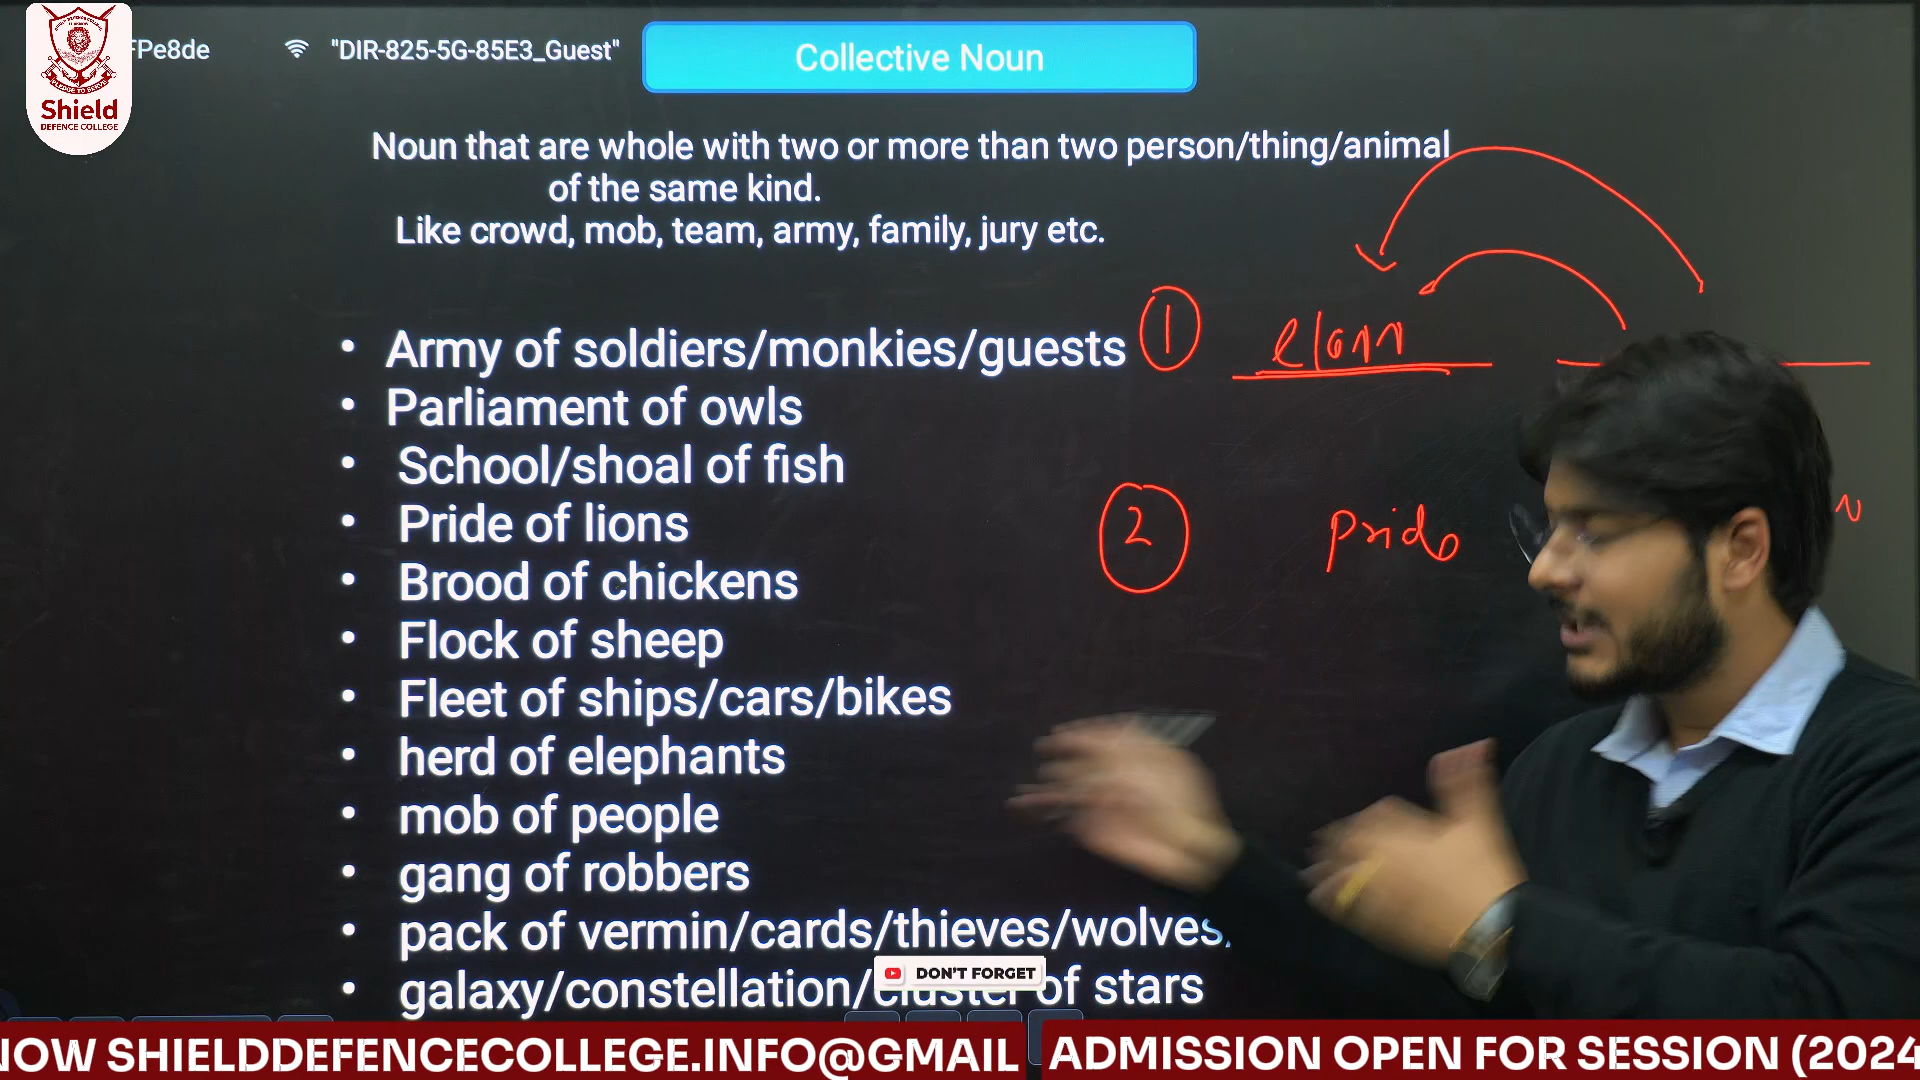 FPe8de
"DIR-825-5G-85E3_Guest"
Shield
DEFENCE COLLEGE
Collective Noun
Noun that are whole with two or more than two person/thing/animal
of the same kind.
Like crowd, mob, team, army, family, jury etc.
• Army of soldiers/monkies/guests
• Parliament of owls
• School/shoal of fish
• Pride of lions
• Brood of chickens
• Flock of sheep
• Fleet of ships/cars/bikes
• herd of elephants
• mob of people
• gang of robbers
• pack of vermin/cards/thieves/wolves,
• galaxy/constellation/cluster of stars
1
2 pride
N
DON'T FORGET
NOW SHIELDDEFENCECOLLEGE.INFO@GMAIL
ADMISSION OPEN FOR SESSION (2024